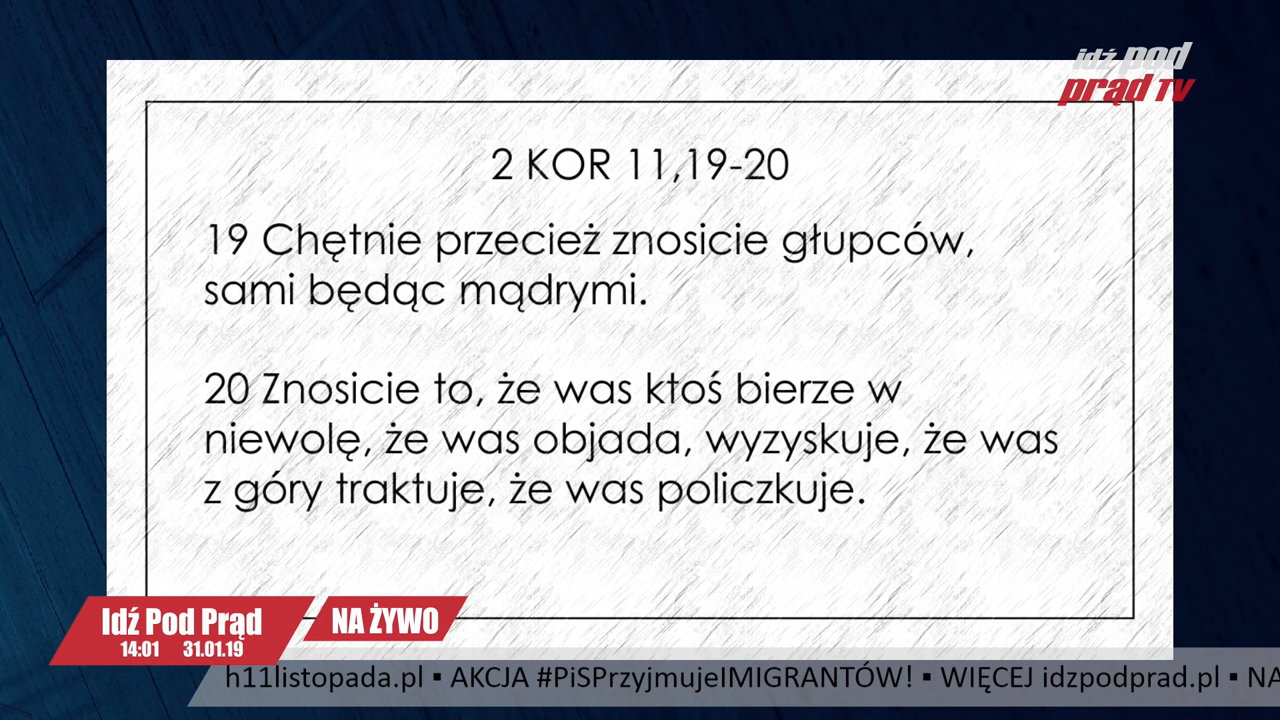 idź pod
prąd TV
2 KOR 11,19-20
19 Chętnie przecież znosicie głupców,
sami będąc mądrymi.
20 Znosicie to, że was ktoś bierze w
niewolę, że was objada, wyzyskuje, że was
z góry traktuje, że was policzkuje.
Idź Pod Prąd
NA ŻYWO
14:01 31.01.19
h11listopada.pl ▪ AKCJA #PiSPrzyjmujeIMIGRANTÓW! ▪ WIĘCEJ idzpodprad.pl ▪ NA